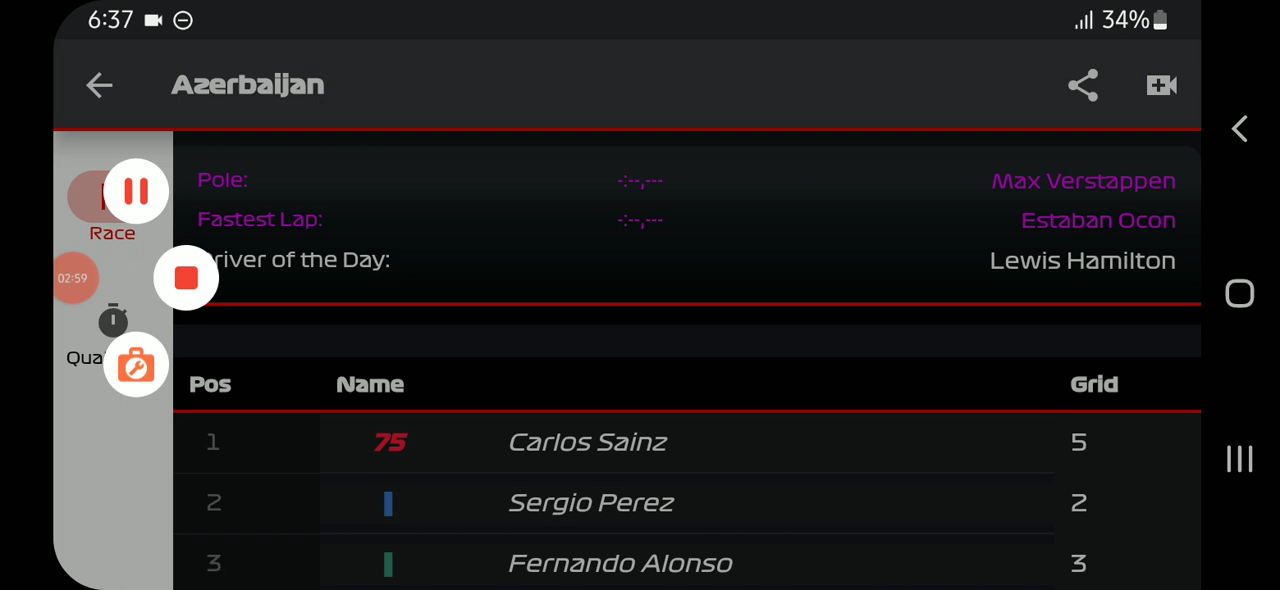 6:37 34%
Azerbaijan
Pole: -:--,--- Max Verstappen
Fastest Lap: -:--,--- Estaban Ocon
river of the Day: Lewis Hamilton
Race
02:59
Qua
Pos Name Grid
1 75 Carlos Sainz 5
2 Sergio Perez 2
3 Fernando Alonso 3